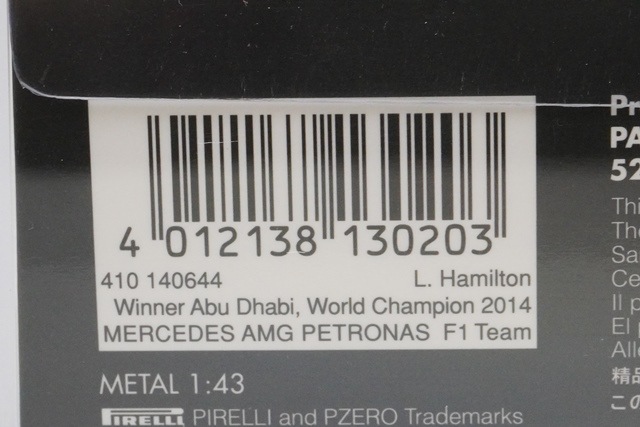 4 012138 130203
410 140644 L. Hamilton
Winner Abu Dhabi, World Champion 2014
MERCEDES AMG PETRONAS F1 Team
METAL 1:43
PIRELLI PIRELLI and PZERO Trademarks
Pr
PA
52
Thi
The
Sa
Ce
Il p
El
Alle
精品
この